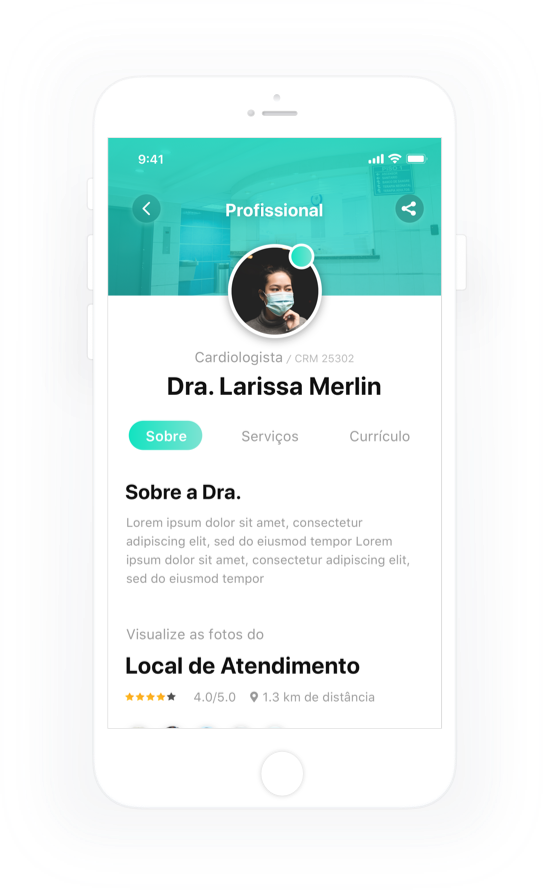 9:41
Profissional
Cardiologista / CRM 25302
Dra. Larissa Merlin
Sobre Serviços Currículo
Sobre a Dra.
Lorem ipsum dolor sit amet, consectetur
adipiscing elit, sed do eiusmod tempor Lorem
ipsum dolor sit amet, consectetur adipiscing elit,
sed do eiusmod tempor
Visualize as fotos do
Local de Atendimento
4.0/5.0 1.3 km de distância